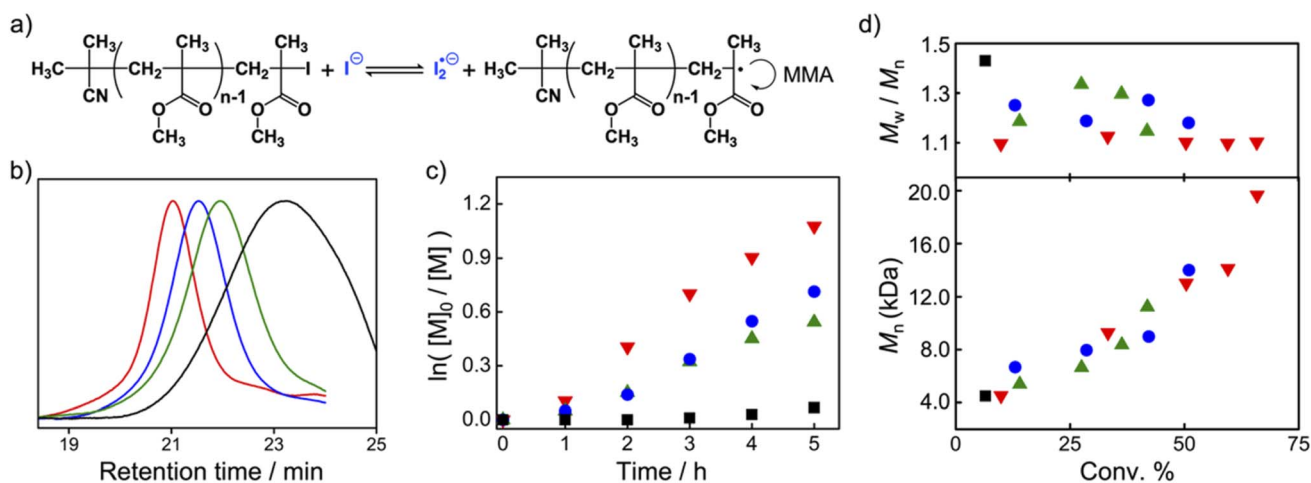 a)
CH₃ CH₃ CH₃
H₃C CH₂ CH₂ I + I⊖ ⇌ I₂•⊖ + H₃C CH₂ CH₂ • MMA
CN n-1 CN n-1
O O O O O O O O
CH₃ CH₃ CH₃ CH₃
b)
19 21 23 25
Retention time / min
c)
ln( [M]₀ / [M] )
1.2
0.9
0.6
0.3
0.0
0 1 2 3 4 5
Time / h
d)
Mw / Mn
1.5
1.3
1.1
Mn (kDa)
20.0
16.0
12.0
8.0
4.0
0 25 50 75
Conv. %